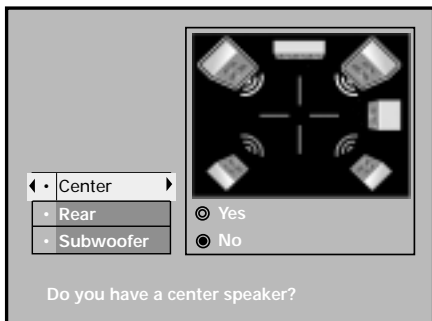 Center
Rear
Subwoofer
Yes
No
Do you have a center speaker?